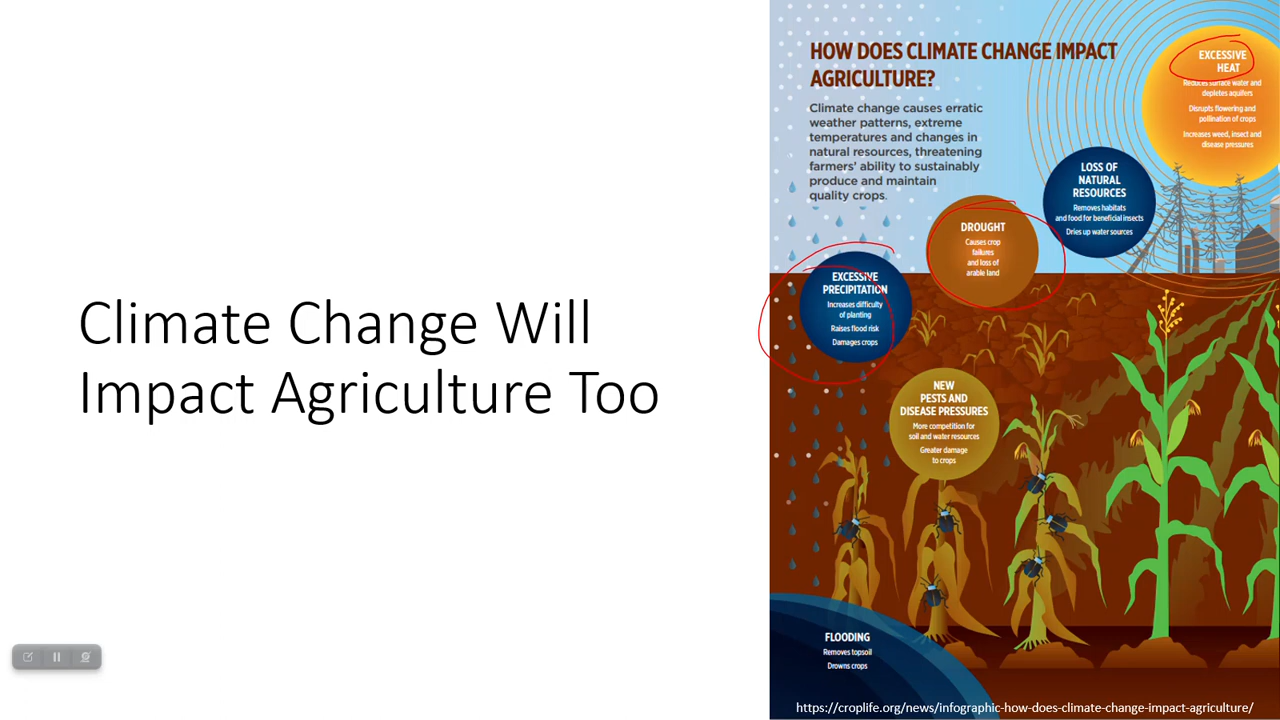 Climate Change Will
Impact Agriculture Too
HOW DOES CLIMATE CHANGE IMPACT
AGRICULTURE?
Climate change causes erratic
weather patterns, extreme
temperatures and changes in
natural resources, threatening
farmers' ability to sustainably
produce and maintain
quality crops.
EXCESSIVE
HEAT
Reduces surface water and
depletes aquifers
Disrupts flowering and
pollination of crops
Increases weed, insect and
disease pressures
LOSS OF
NATURAL
RESOURCES
Removes habitats
and food for beneficial insects
Dries up water sources
DROUGHT
Causes crop
failures
and loss of
arable land
EXCESSIVE
PRECIPITATION
Increases difficulty
of planting
Raises flood risk
Damages crops
NEW
PESTS AND
DISEASE PRESSURES
More competition for
soil and water resources
Greater damage
to crops
FLOODING
Removes topsoil
Drowns crops
https://croplife.org/news/infographic-how-does-climate-change-impact-agriculture/